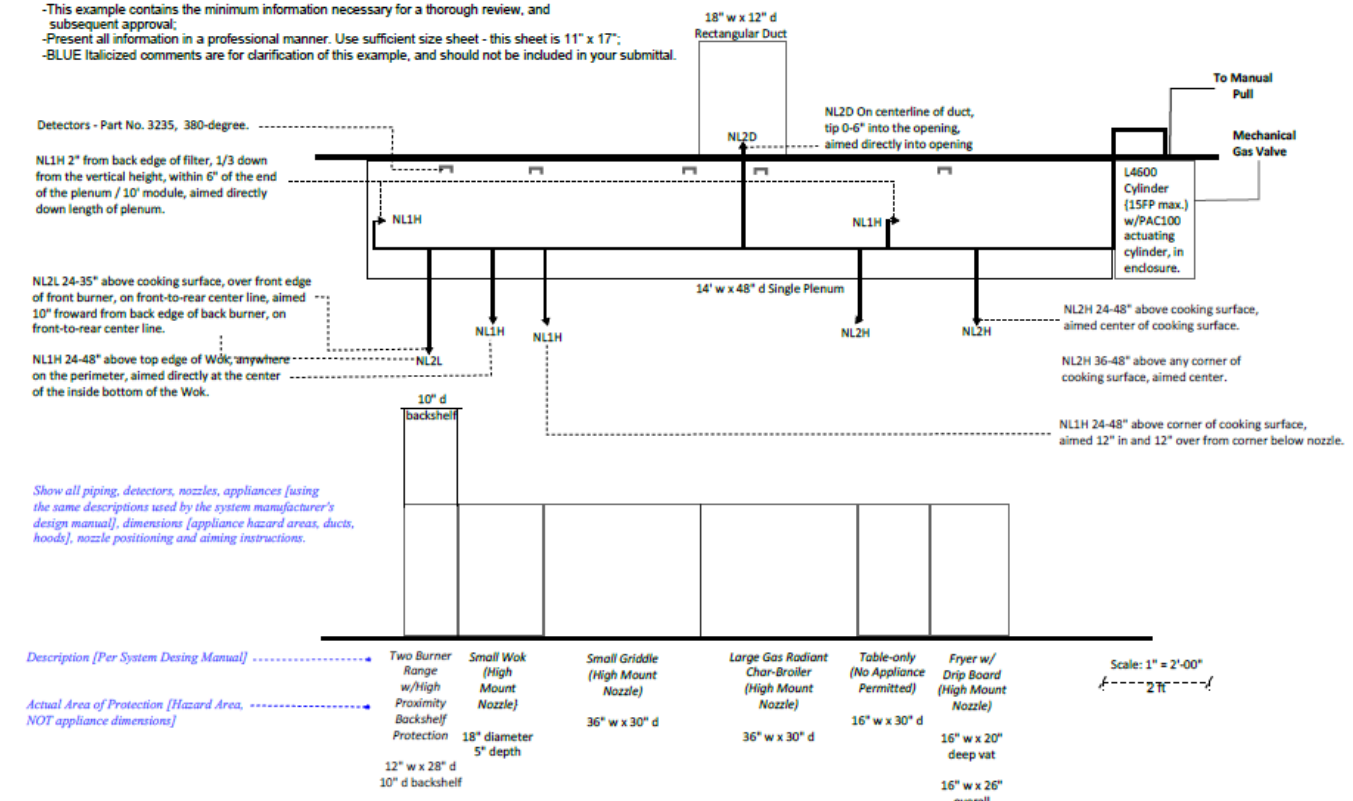 -This example contains the minimum information necessary for a thorough review, and
subsequent approval;
-Present all information in a professional manner. Use sufficient size sheet - this sheet is 11" x 17";
-BLUE Italicized comments are for clarification of this example, and should not be included in your submittal.
18" w x 12" d
Rectangular Duct
To Manual
Pull
Mechanical
Gas Valve
Detectors - Part No. 3235, 380-degree.
NL2D On centerline of duct,
tip 0-6" into the opening,
aimed directly into opening
NL2D
NL1H 2" from back edge of filter, 1/3 down
from the vertical height, within 6" of the end
of the plenum / 10' module, aimed directly
down length of plenum.
NL1H
NL1H
L4600
Cylinder
(15FP max.)
w/PAC100
actuating
cylinder, in
enclosure.
14' w x 48" d Single Plenum
NL2L 24-35" above cooking surface, over front edge
of front burner, on front-to-rear center line, aimed
10" froward from back edge of back burner, on
front-to-rear center line.
NL1H 24-48" above top edge of Wok, anywhere
on the perimeter, aimed directly at the center
of the inside bottom of the Wok.
NL2L
NL1H
NL1H
NL2H
NL2H
NL2H 24-48" above cooking surface,
aimed center of cooking surface.
NL2H 36-48" above any corner of
cooking surface, aimed center.
NL1H 24-48" above corner of cooking surface,
aimed 12" in and 12" over from corner below nozzle.
10" d
backshelf
Show all piping, detectors, nozzles, appliances [using
the same descriptions used by the system manufacturer's
design manual], dimensions [appliance hazard areas, ducts,
hoods], nozzle positioning and aiming instructions.
Description [Per System Desing Manual]
Actual Area of Protection [Hazard Area,
NOT appliance dimensions]
Two Burner
Range
w/High
Proximity
Backshelf
Protection
12" w x 28" d
10" d backshelf
Small Wok
(High
Mount
Nozzle}
18" diameter
5" depth
Small Griddle
(High Mount
Nozzle)
36" w x 30" d
Large Gas Radiant
Char-Broiler
(High Mount
Nozzle)
36" w x 30" d
Table-only
(No Appliance
Permitted)
16" w x 30" d
Fryer w/
Drip Board
(High Mount
Nozzle)
16" w x 20"
deep vat
16" w x 26"
Scale: 1" = 2'-00"
2 ft